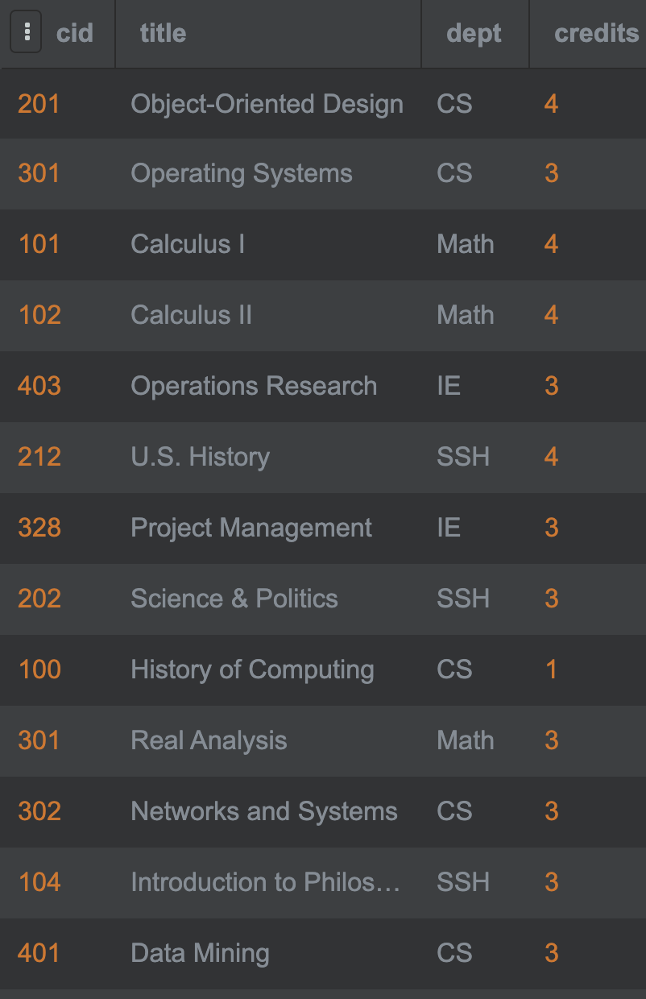 cid title dept credits
201 Object-Oriented Design CS 4
301 Operating Systems CS 3
101 Calculus I Math 4
102 Calculus II Math 4
403 Operations Research IE 3
212 U.S. History SSH 4
328 Project Management IE 3
202 Science & Politics SSH 3
100 History of Computing CS 1
301 Real Analysis Math 3
302 Networks and Systems CS 3
104 Introduction to Philos… SSH 3
401 Data Mining CS 3